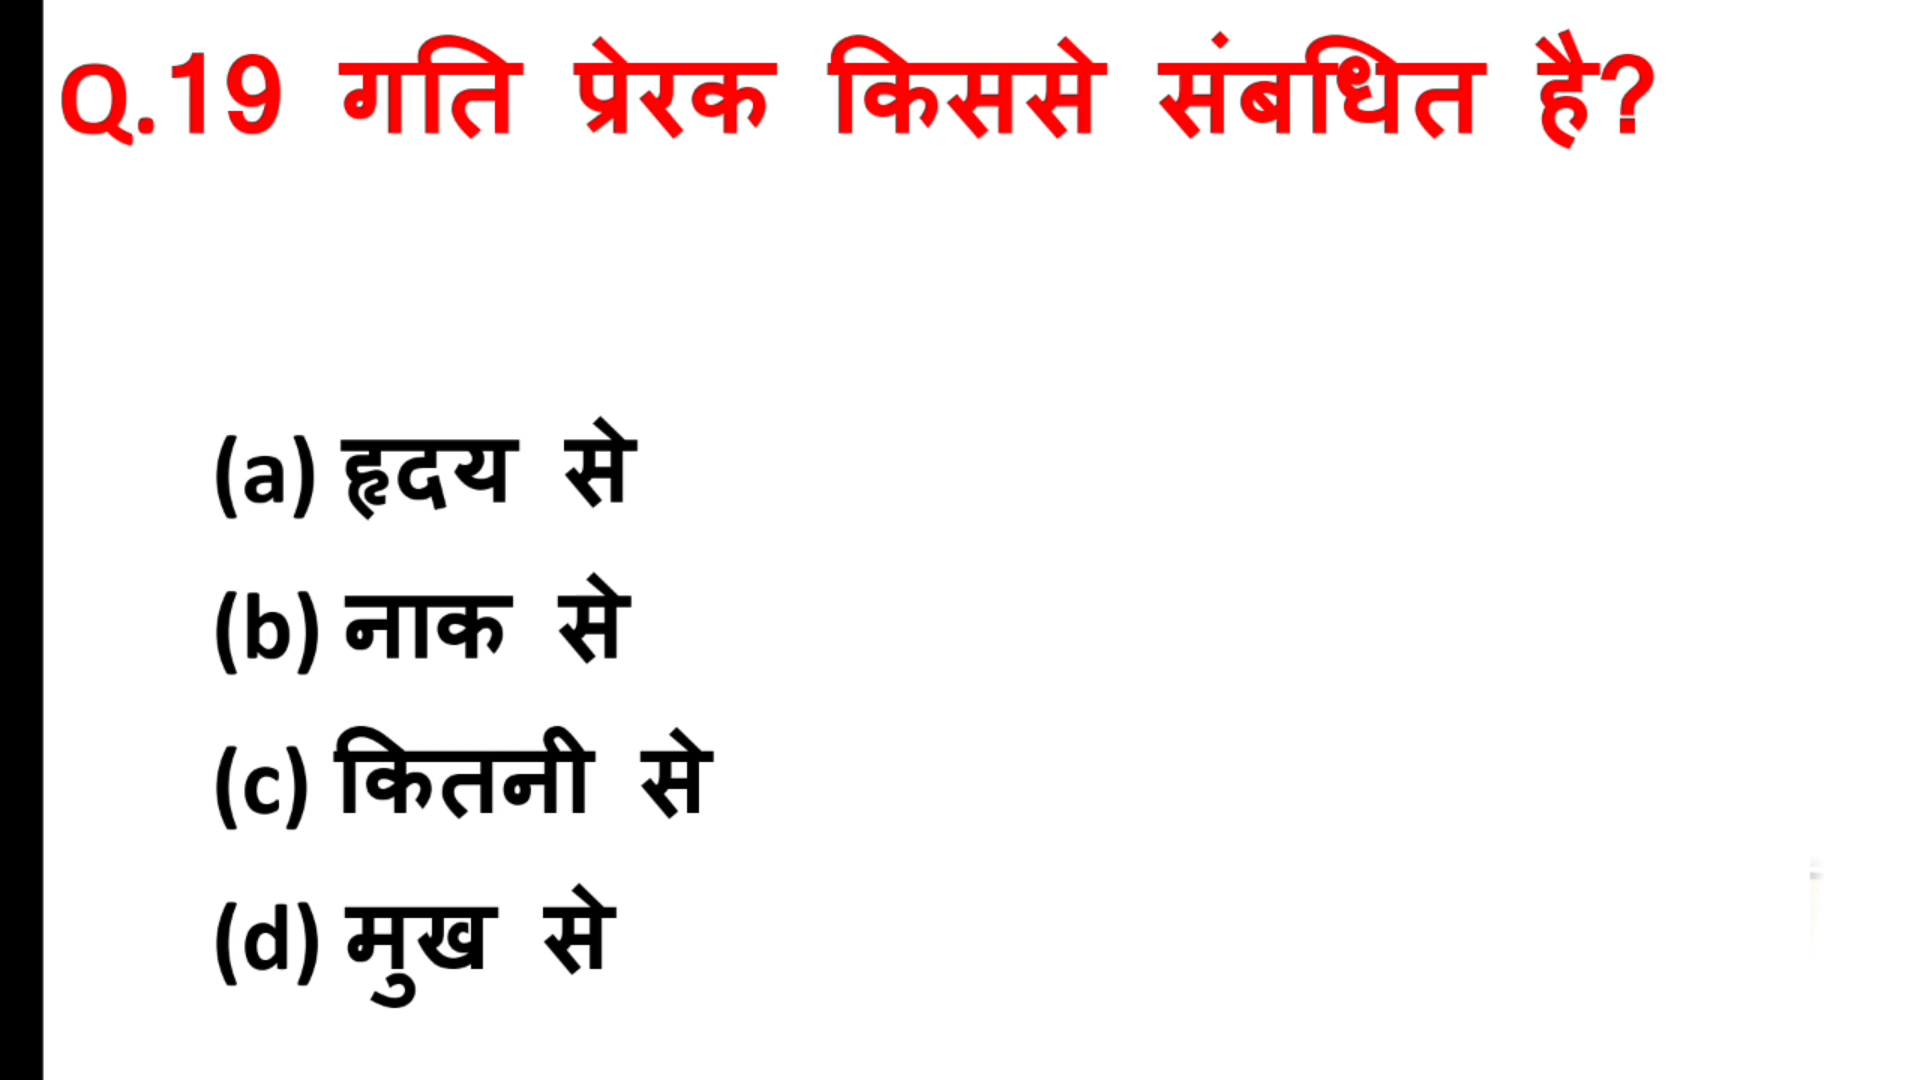 Q.19 गति प्रेरक किससे संबधित है?
(a) हृदय से
(b) नाक से
(c) कितनी से
(d) मुख से